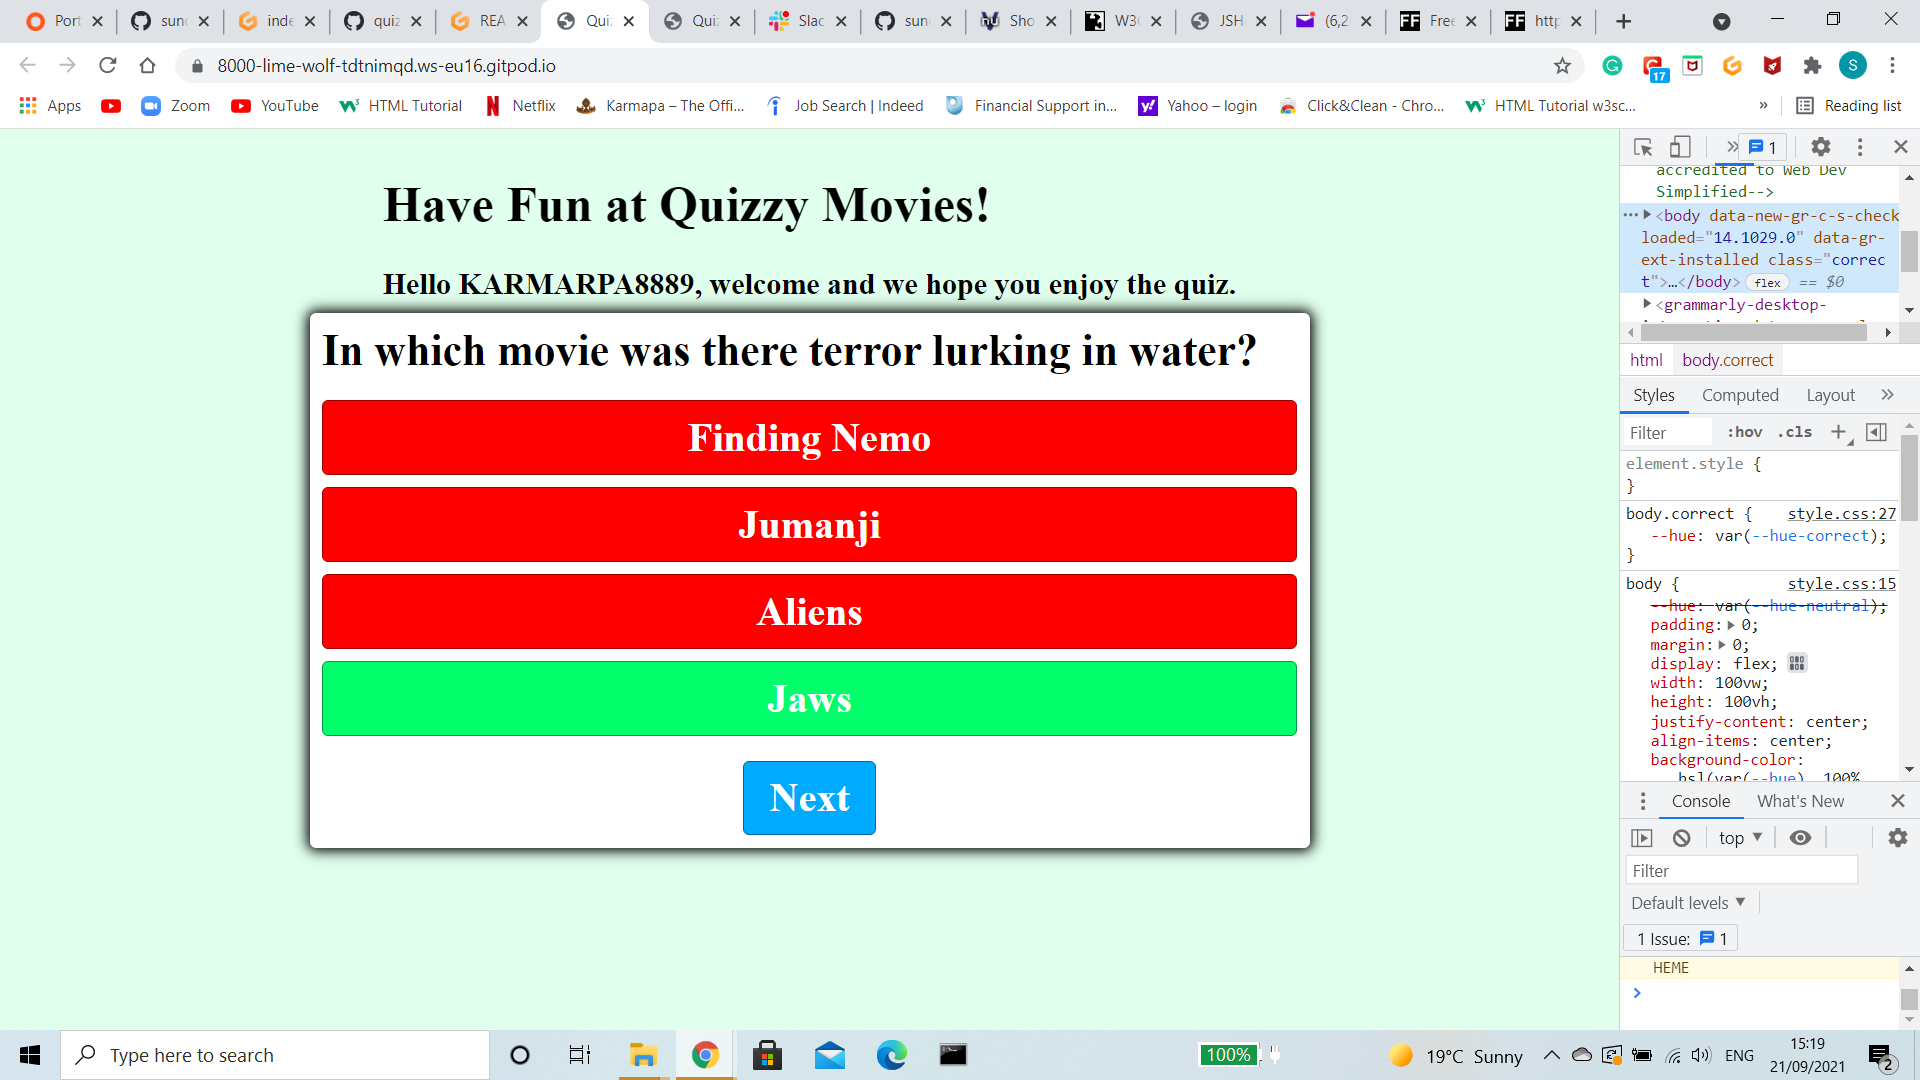 Port
sund
inde
quiz
REA
Quiz
Quiz
Slac
sund
Sho
W3C
JSH
(6,2
Free
http
8000-lime-wolf-tdtnimqd.ws-eu16.gitpod.io
17
S
Apps
Zoom
YouTube
HTML Tutorial
Netflix
Karmapa – The Offi...
Job Search | Indeed
Financial Support in...
Yahoo – login
Click&Clean - Chro...
HTML Tutorial w3sc...
»
Reading list
Have Fun at Quizzy Movies!
Hello KARMARPA8889, welcome and we hope you enjoy the quiz.
In which movie was there terror lurking in water?
Finding Nemo
Jumanji
Aliens
Jaws
Next
» 1
accredited to Web Dev
Simplified-->
<body data-new-gr-c-s-check
loaded="14.1029.0" data-gr-
ext-installed class="correc
t">…</body> flex == $0
<grammarly-desktop-
html body.correct
Styles Computed Layout »
Filter :hov .cls +
element.style {
}
body.correct { style.css:27
--hue: var(--hue-correct);
}
body { style.css:15
--hue: var(--hue-neutral);
padding: 0;
margin: 0;
display: flex;
width: 100vw;
height: 100vh;
justify-content: center;
align-items: center;
background-color:
hsl(var(--hue), 100%
Console What's New
top
Filter
Default levels
1 Issue: 1
HEME
>
Type here to search
100%
19°C Sunny
ENG
15:19
21/09/2021
2